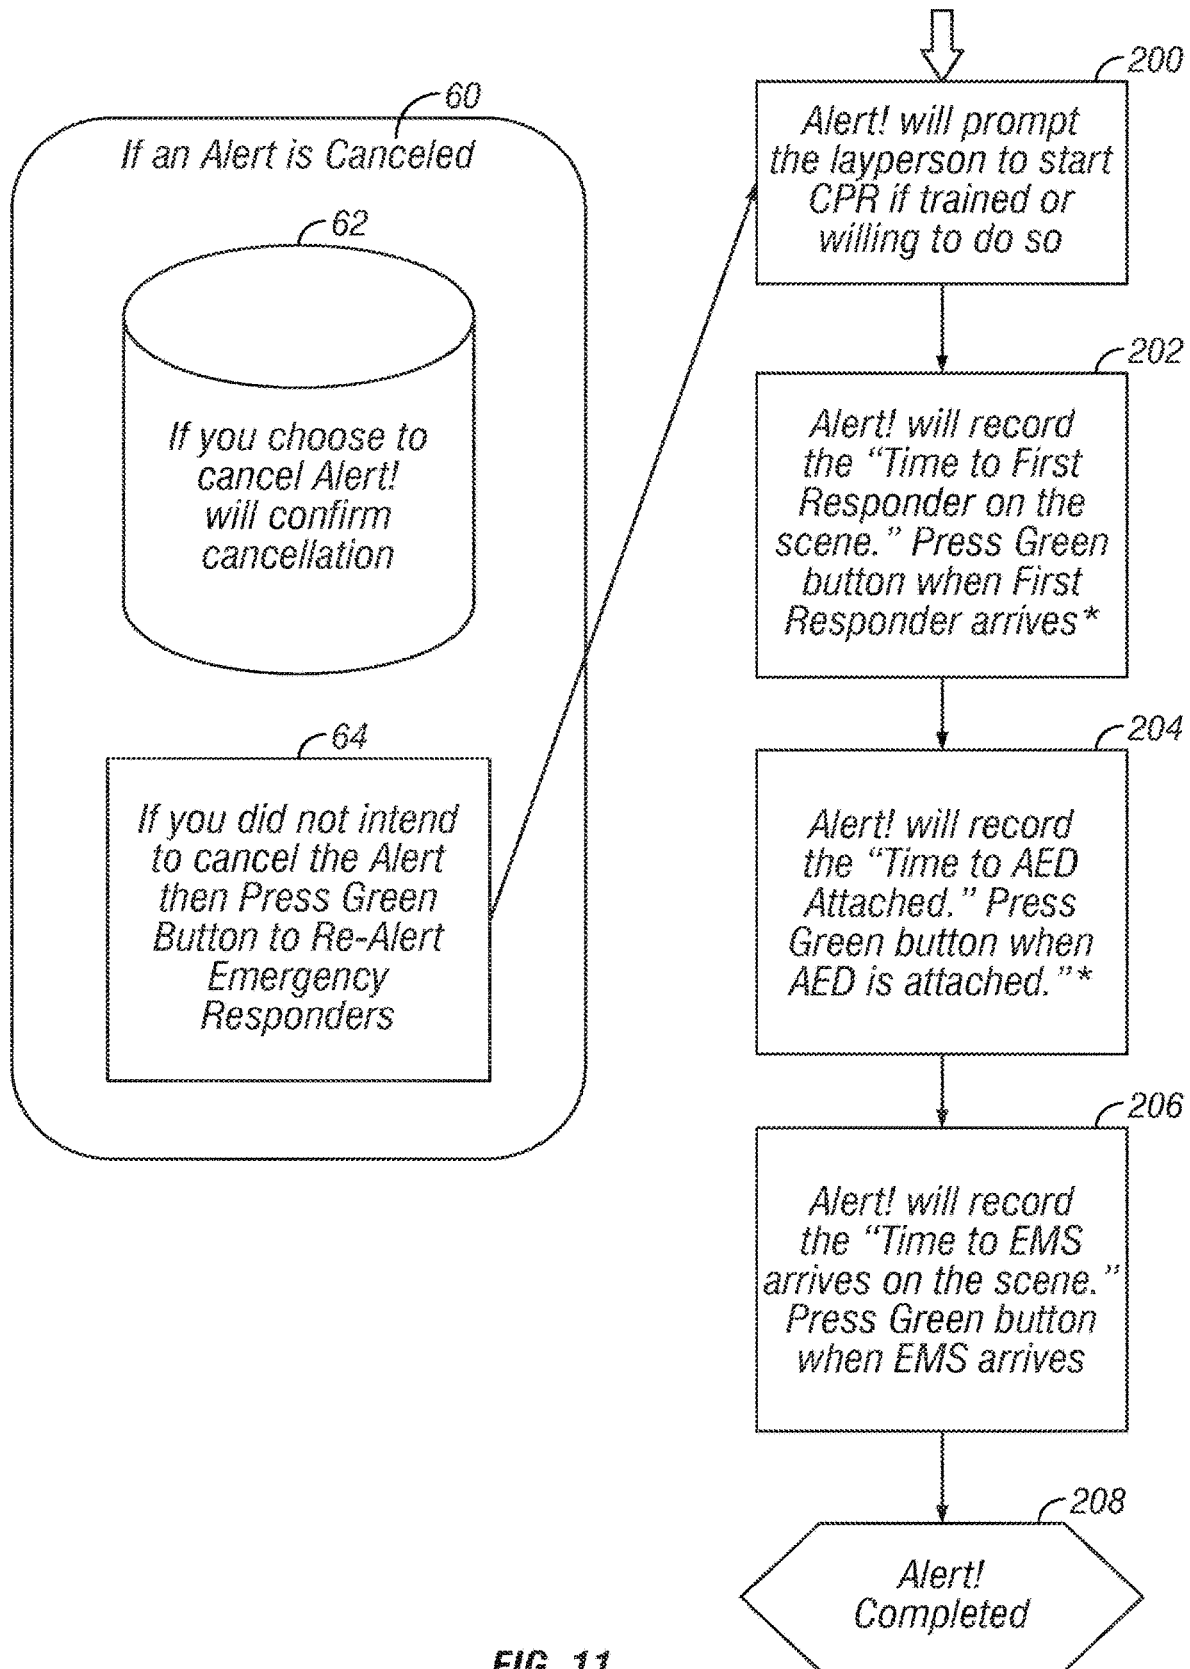 60
If an Alert is Canceled
62
If you choose to
cancel Alert!
will confirm
cancellation
64
If you did not intend
to cancel the Alert
then Press Green
Button to Re-Alert
Emergency
Responders
200
Alert! will prompt
the layperson to start
CPR if trained or
willing to do so
202
Alert! will record
the “Time to First
Responder on the
scene.” Press Green
button when First
Responder arrives*
204
Alert! will record
the “Time to AED
Attached.” Press
Green button when
AED is attached.”*
206
Alert! will record
the “Time to EMS
arrives on the scene.”
Press Green button
when EMS arrives
208
Alert!
Completed
FIG. 11